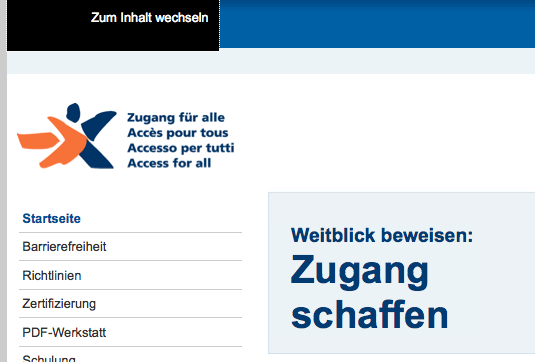 Zum Inhalt wechseln
Zugang für alle
Accès pour tous
Accesso per tutti
Access for all
Startseite
Barrierefreiheit
Richtlinien
Zertifizierung
PDF-Werkstatt
Schulung
Weitblick beweisen:
Zugang
schaffen